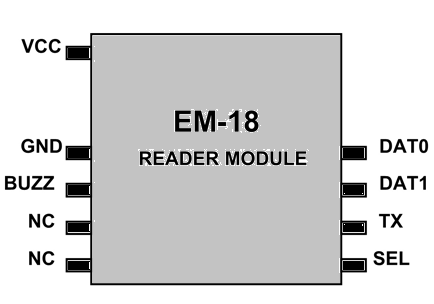 VCC
EM-18
READER MODULE
GND
DAT0
BUZZ
DAT1
NC
TX
NC
SEL